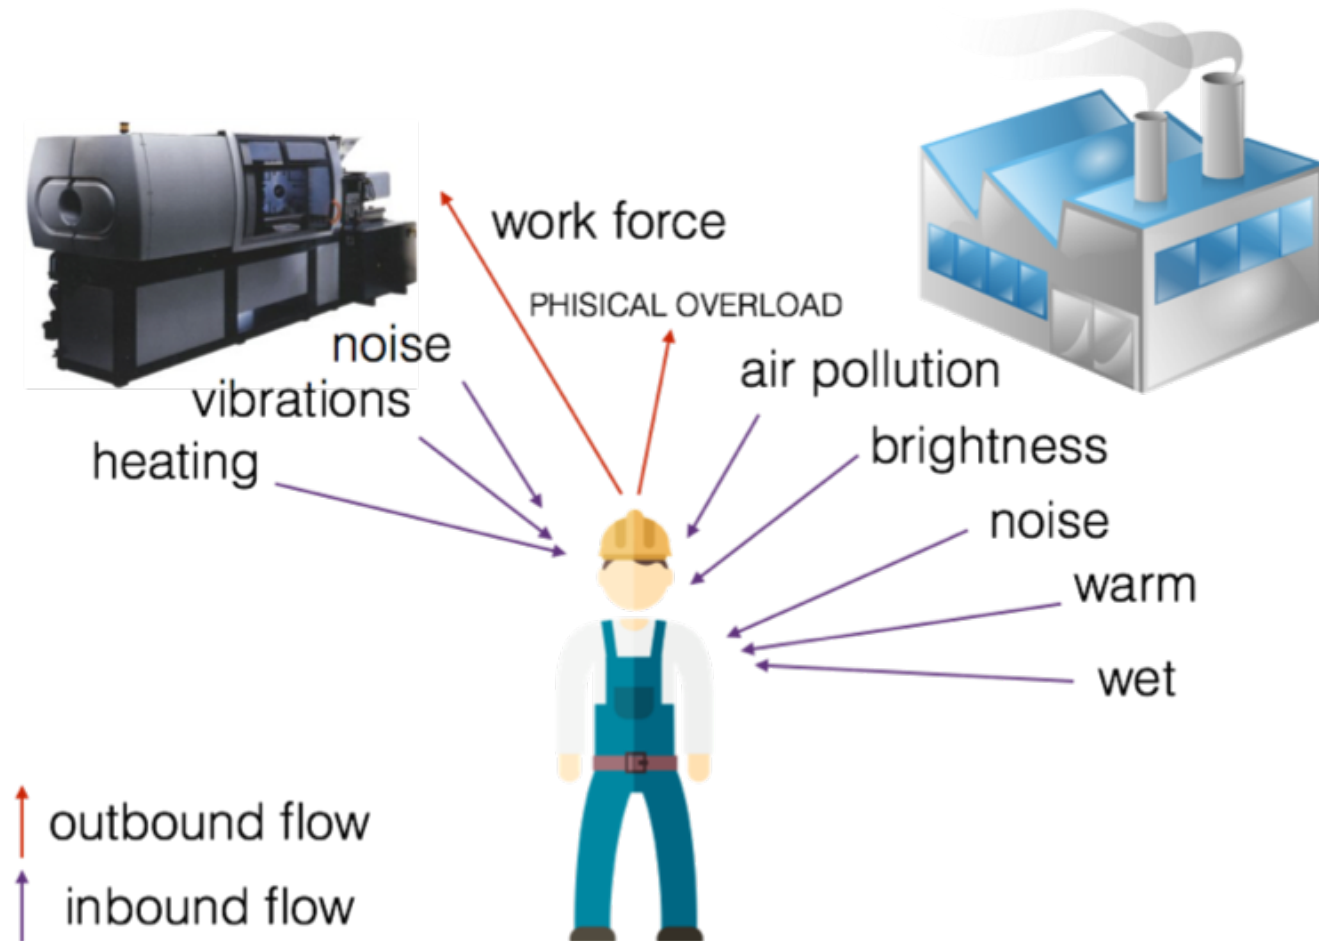 work force
PHISICAL OVERLOAD
noise
vibrations
heating
air pollution
brightness
noise
warm
wet
outbound flow
inbound flow